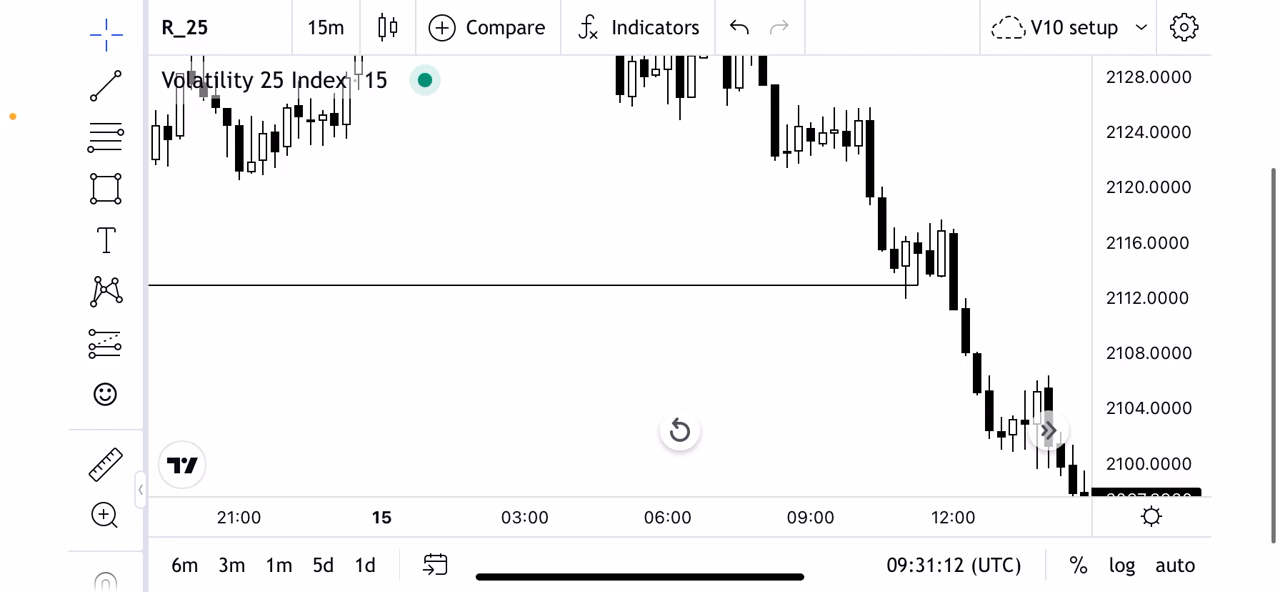 R_25 15m Compare Indicators V10 setup
Volatility 25 Index · 15
2128.0000
2124.0000
2120.0000
2116.0000
2112.0000
2108.0000
2104.0000
2100.0000
21:00 15 03:00 06:00 09:00 12:00
6m 3m 1m 5d 1d 09:31:12 (UTC) % log auto